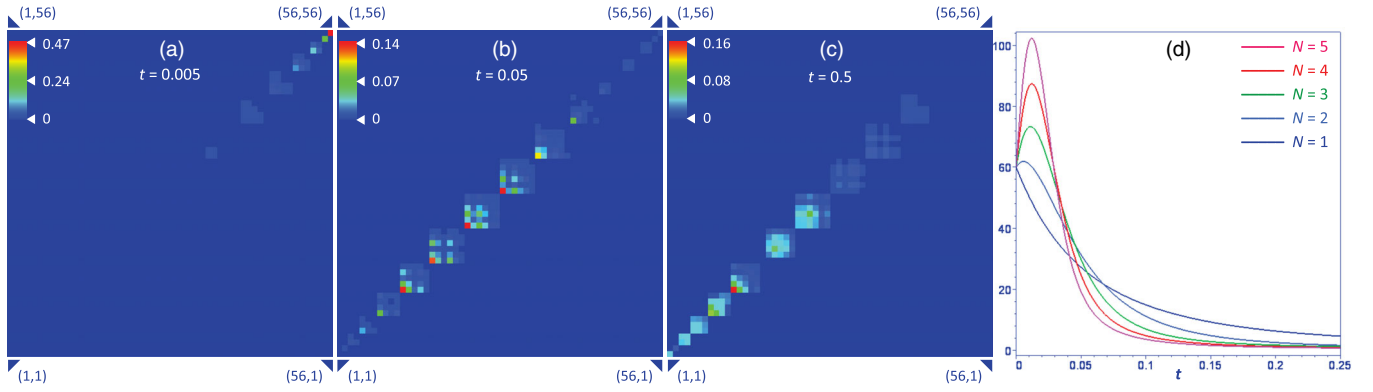 (1,56) (56,56) (1,56) (56,56) (1,56) (56,56)
0.47
0.24
0
(a)
t = 0.005
0.14
0.07
0
(b)
t = 0.05
0.16
0.08
0
(c)
t = 0.5
(1,1) (56,1) (1,1) (56,1) (1,1) (56,1)
100
80
60
40
20
0
(d)
N = 5
N = 4
N = 3
N = 2
N = 1
0 0.05 0.1 0.15 0.2 0.25
t